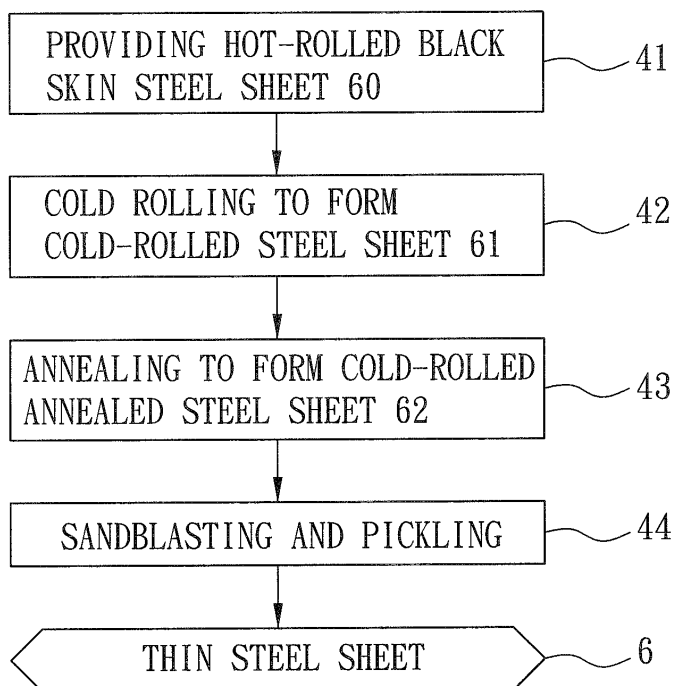 PROVIDING HOT-ROLLED BLACK
SKIN STEEL SHEET 60
41
COLD ROLLING TO FORM
COLD-ROLLED STEEL SHEET 61
42
ANNEALING TO FORM COLD-ROLLED
ANNEALED STEEL SHEET 62
43
SANDBLASTING AND PICKLING
44
THIN STEEL SHEET
6